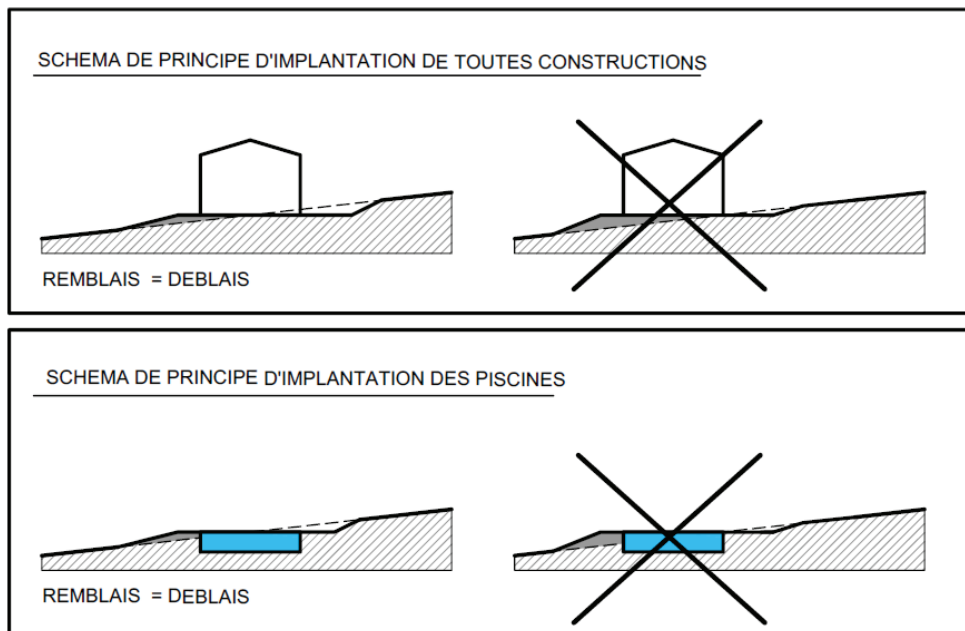 SCHEMA DE PRINCIPE D'IMPLANTATION DE TOUTES CONSTRUCTIONS
REMBLAIS = DEBLAIS
SCHEMA DE PRINCIPE D'IMPLANTATION DES PISCINES
REMBLAIS = DEBLAIS